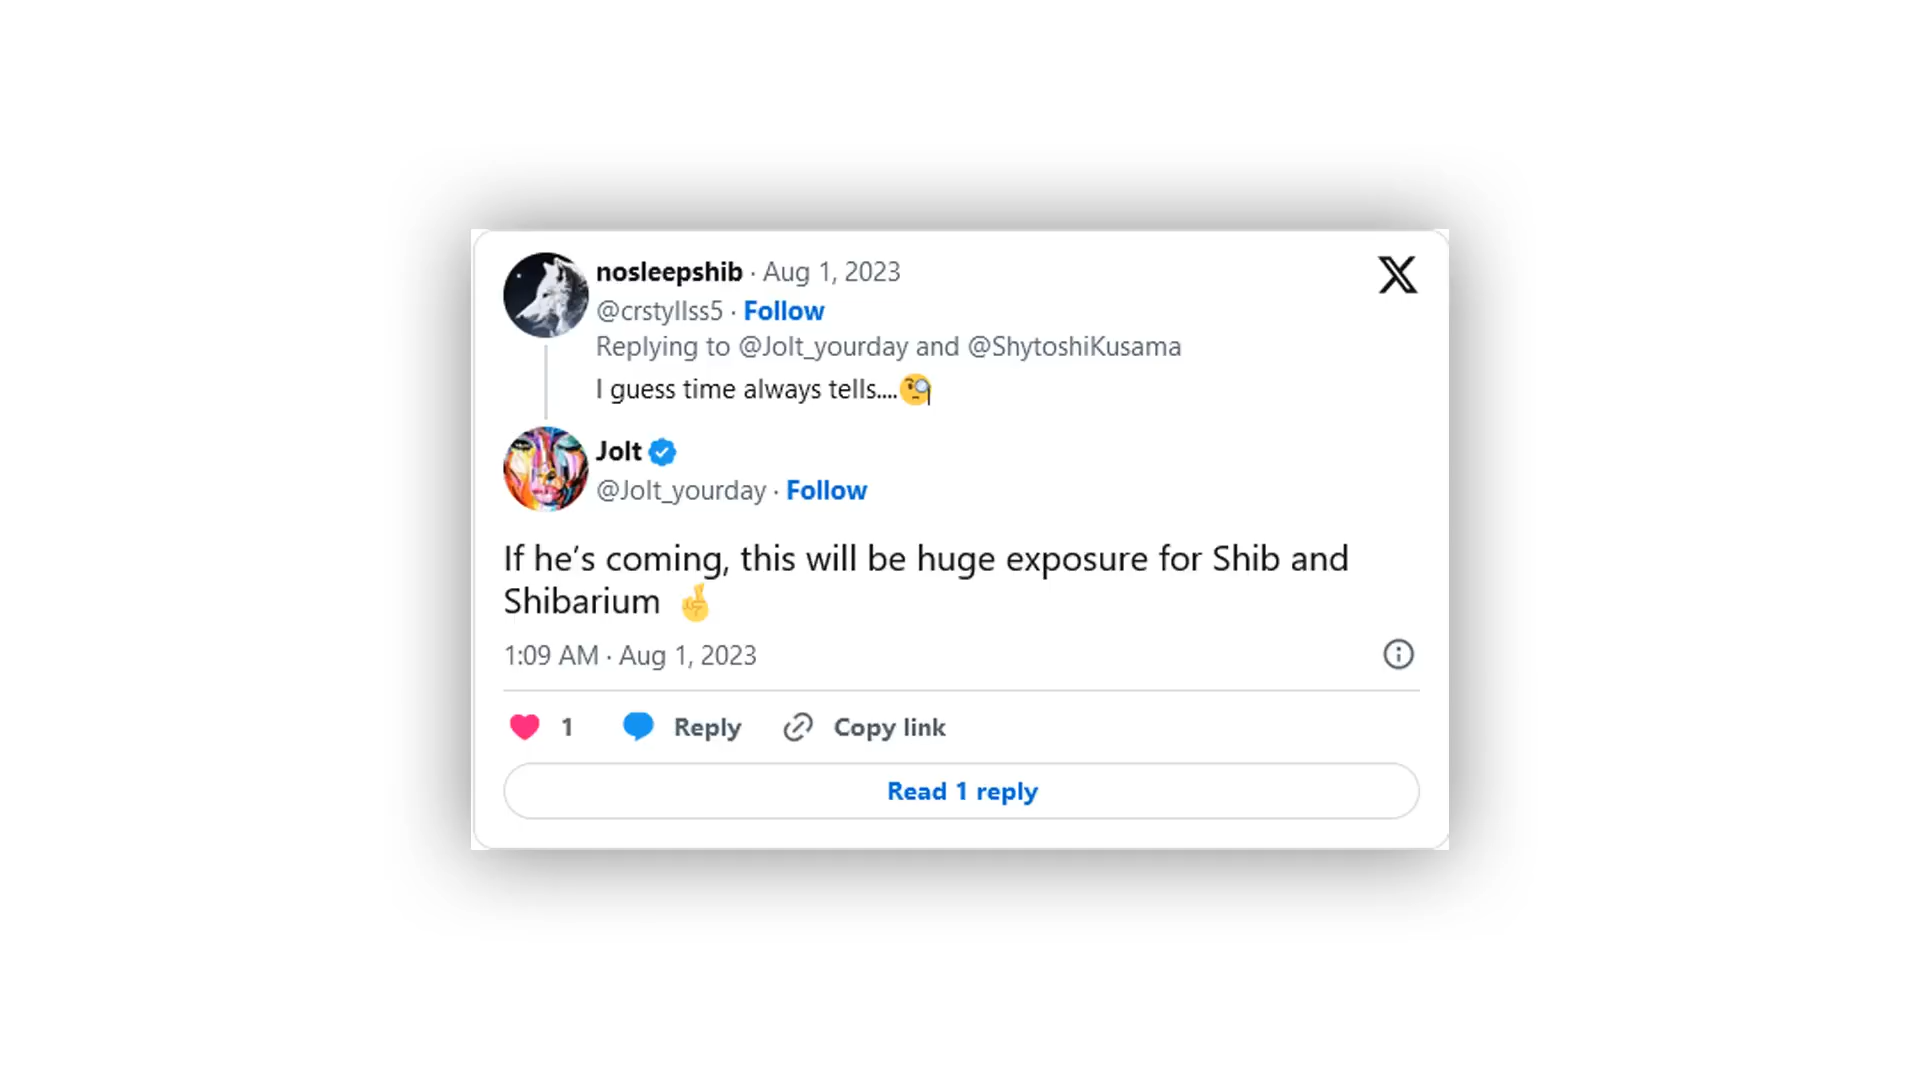 nosleepshib · Aug 1, 2023
@crstyllss5 · Follow
Replying to @Jolt_yourday and @ShytoshiKusama
I guess time always tells....🧐
Jolt
@Jolt_yourday · Follow
If he’s coming, this will be huge exposure for Shib and
Shibarium 🤞
1:09 AM · Aug 1, 2023
1 Reply Copy link
Read 1 reply